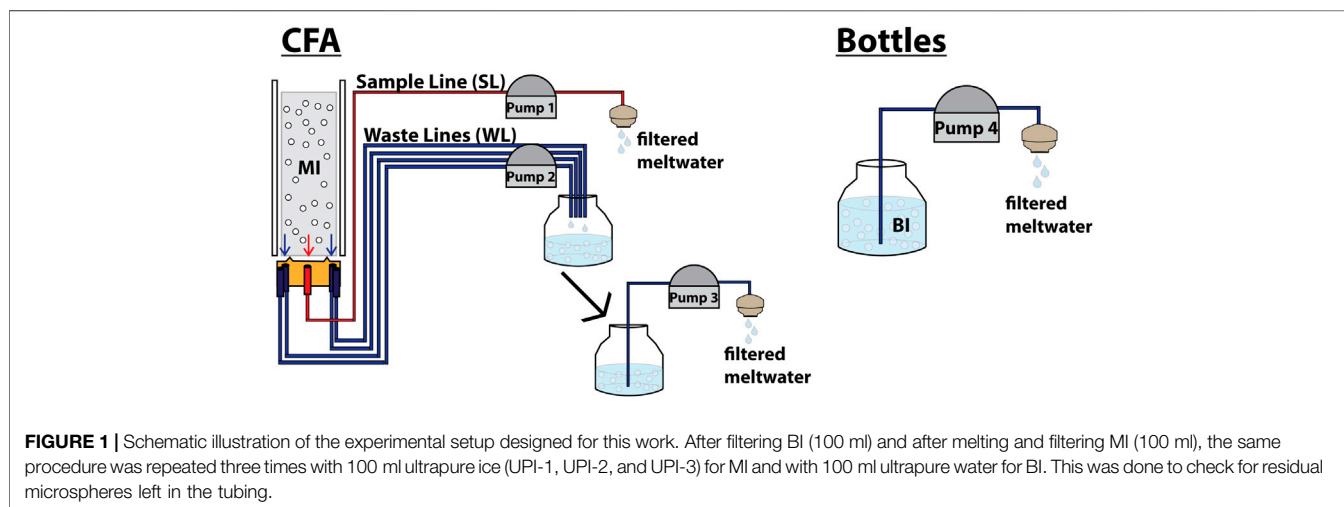 CFA
Bottles
Sample Line (SL)
Pump 1
filtered
meltwater
Waste Lines (WL)
Pump 2
MI
Pump 3
filtered
meltwater
Pump 4
BI
filtered
meltwater
FIGURE 1 | Schematic illustration of the experimental setup designed for this work. After filtering BI (100 ml) and after melting and filtering MI (100 ml), the same
procedure was repeated three times with 100 ml ultrapure ice (UPI-1, UPI-2, and UPI-3) for MI and with 100 ml ultrapure water for BI. This was done to check for residual
microspheres left in the tubing.